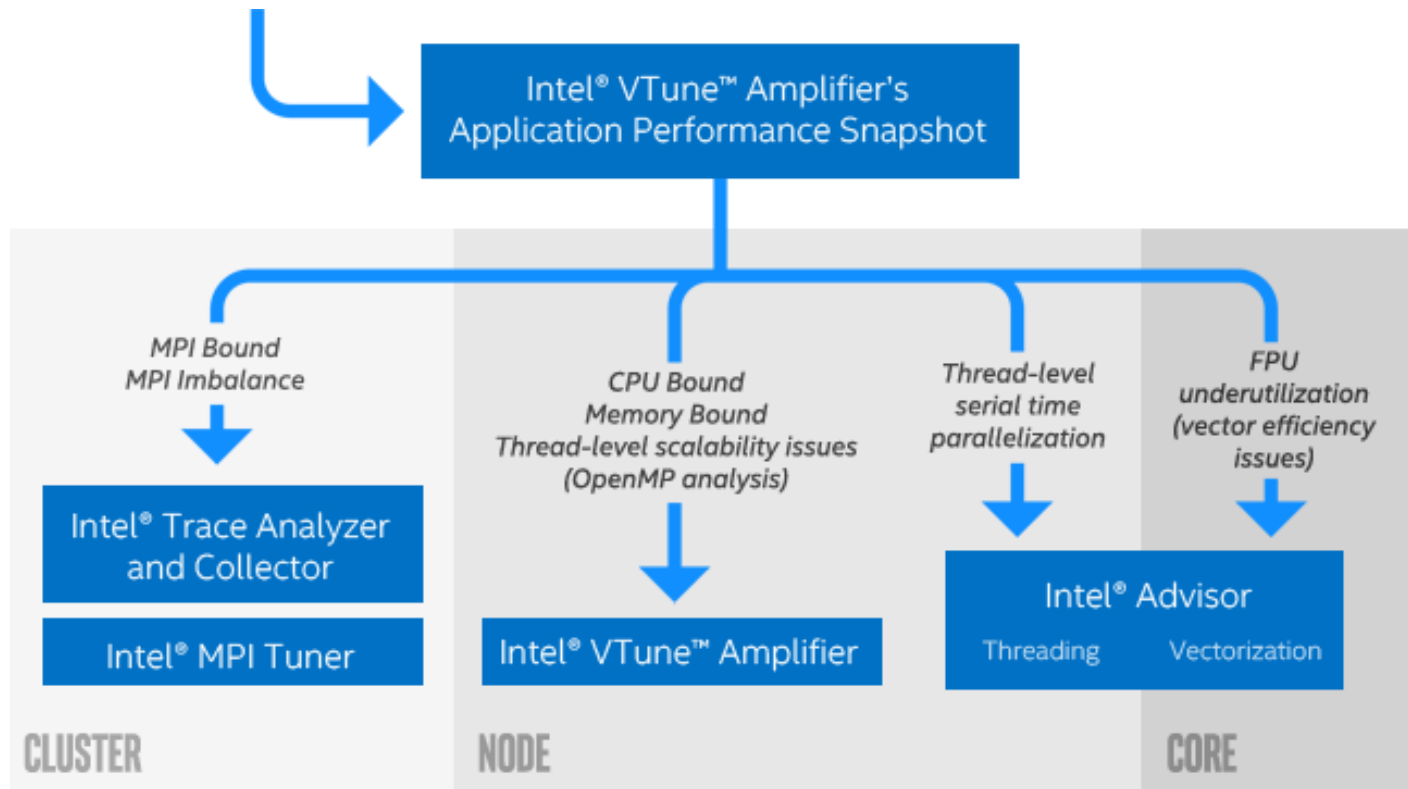 Intel® VTune™ Amplifier's
Application Performance Snapshot
MPI Bound
MPI Imbalance
CPU Bound
Memory Bound
Thread-level scalability issues
(OpenMP analysis)
Thread-level
serial time
parallelization
FPU
underutilization
(vector efficiency
issues)
Intel® Trace Analyzer
and Collector
Intel® MPI Tuner
Intel® VTune™ Amplifier
Intel® Advisor
Threading
Vectorization
CLUSTER
NODE
CORE